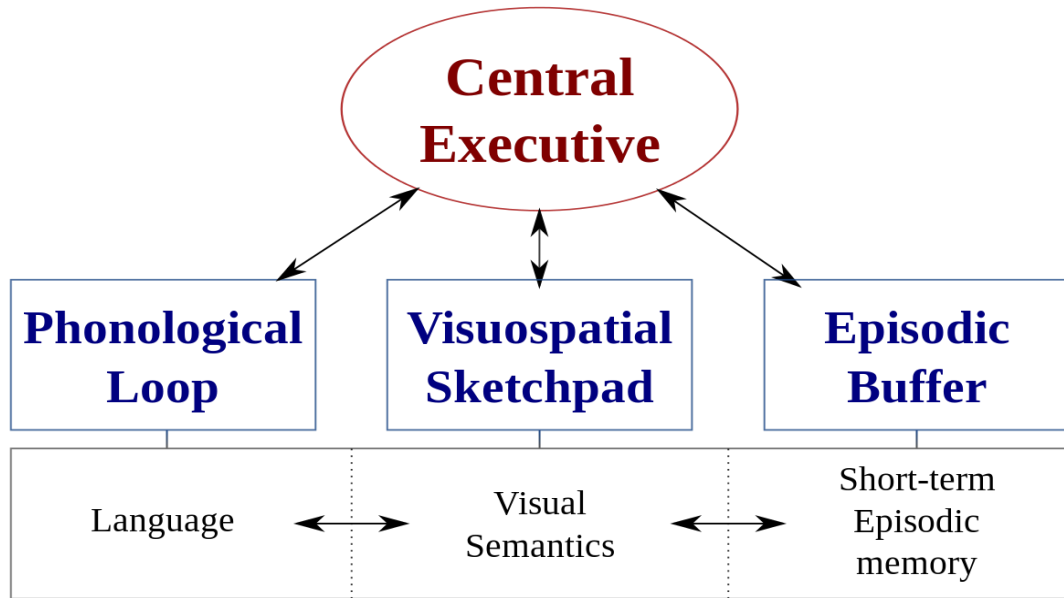 Central
Executive
Phonological
Loop
Visuospatial
Sketchpad
Episodic
Buffer
Language
Visual
Semantics
Short-term
Episodic
memory